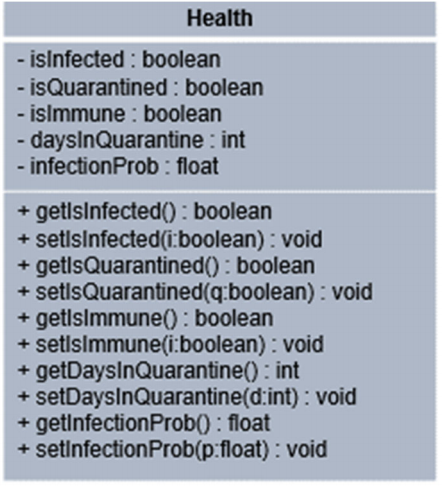 Health
- isInfected : boolean
- isQuarantined : boolean
- isImmune : boolean
- daysInQuarantine : int
- infectionProb : float
+ getIsInfected() : boolean
+ setIsInfected(i:boolean) : void
+ getIsQuarantined() : boolean
+ setIsQuarantined(q:boolean) : void
+ getIsImmune() : boolean
+ setIsImmune(i:boolean) : void
+ getDaysInQuarantine() : int
+ setDaysInQuarantine(d:int) : void
+ getInfectionProb() : float
+ setInfectionProb(p:float) : void